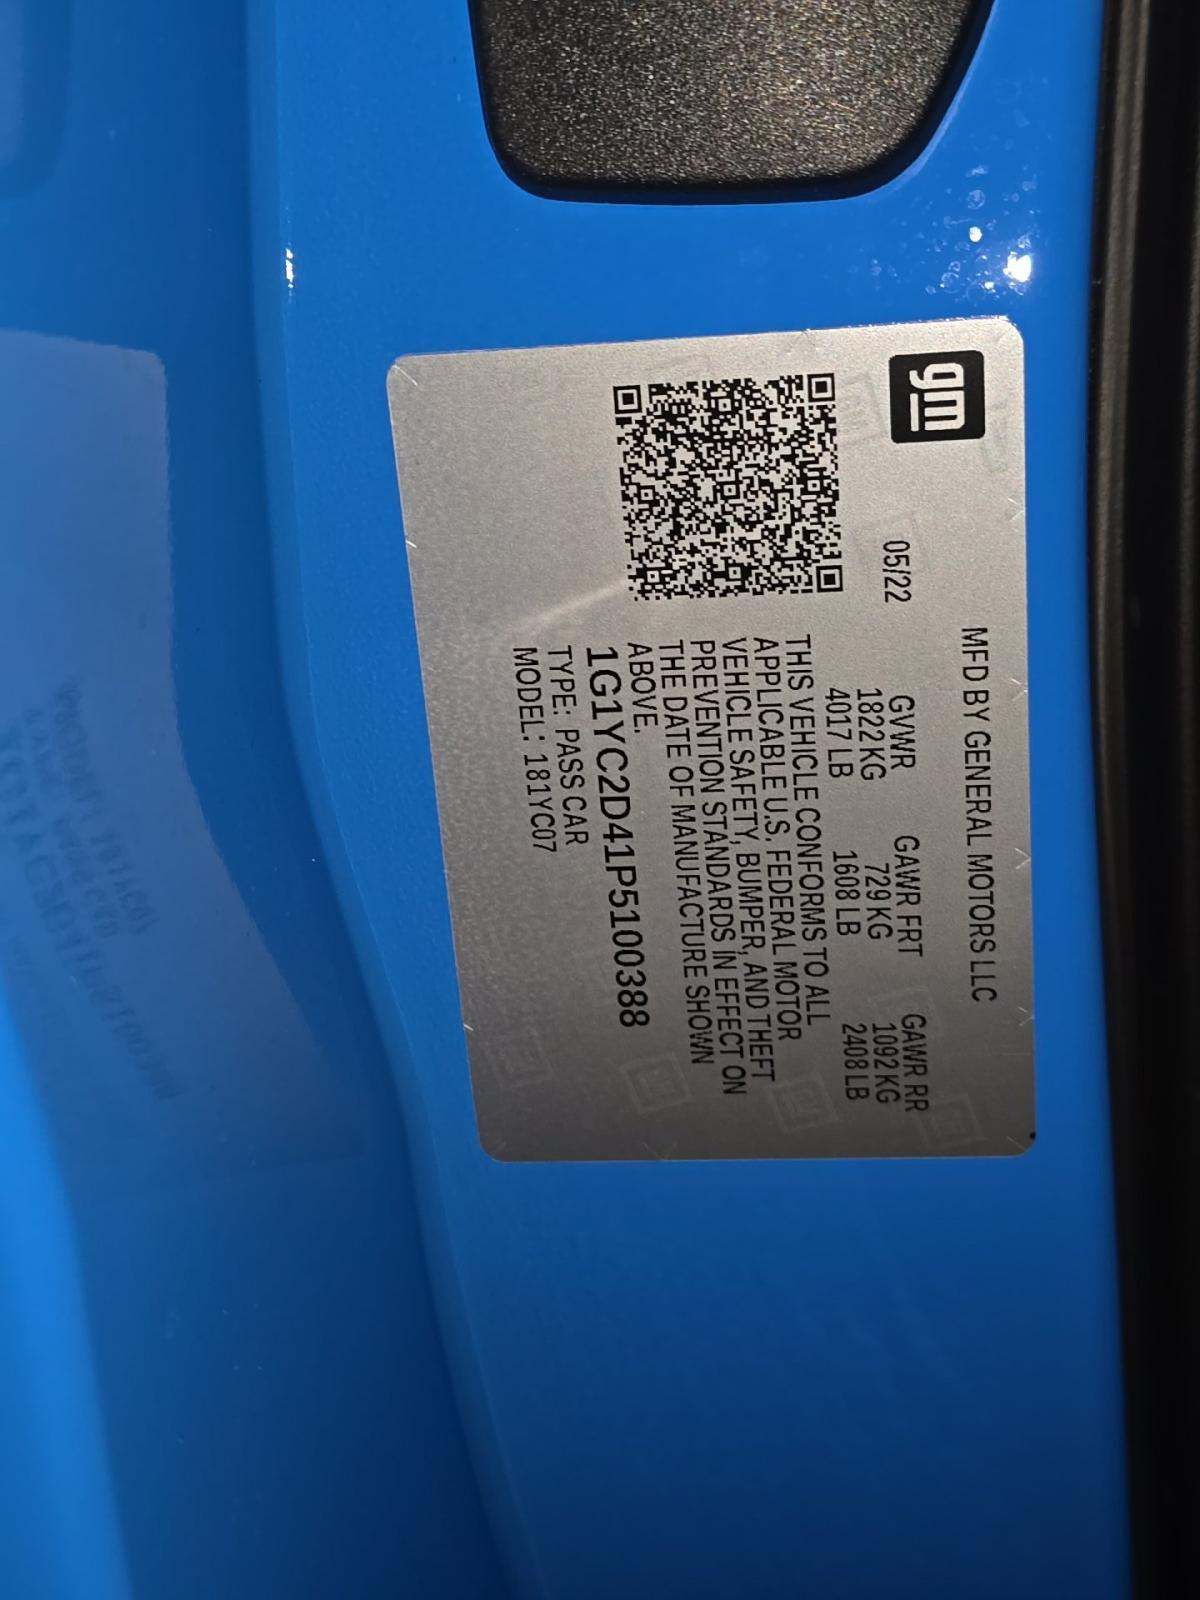 gm
MFD BY GENERAL MOTORS LLC
05/22 GVWR GAWR FRT GAWR RR
1822 KG 729 KG 1092 KG
4017 LB 1608 LB 2408 LB
THIS VEHICLE CONFORMS TO ALL
APPLICABLE U.S. FEDERAL MOTOR
VEHICLE SAFETY, BUMPER, AND THEFT
PREVENTION STANDARDS IN EFFECT ON
THE DATE OF MANUFACTURE SHOWN
ABOVE.
1G1YC2D41P5100388
TYPE: PASS CAR
MODEL: 181YC07